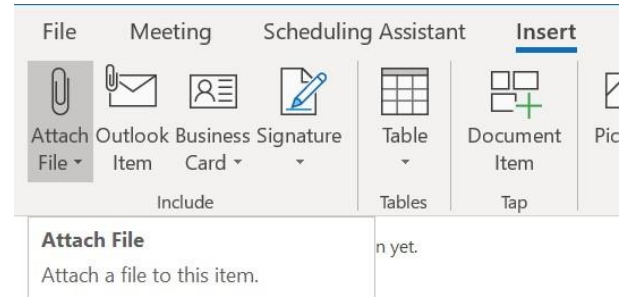 File Meeting Scheduling Assistant Insert
Attach Outlook Business Signature Table Document
File Item Card Item
Include Tables Tap
Attach File
n yet.
Attach a file to this item.